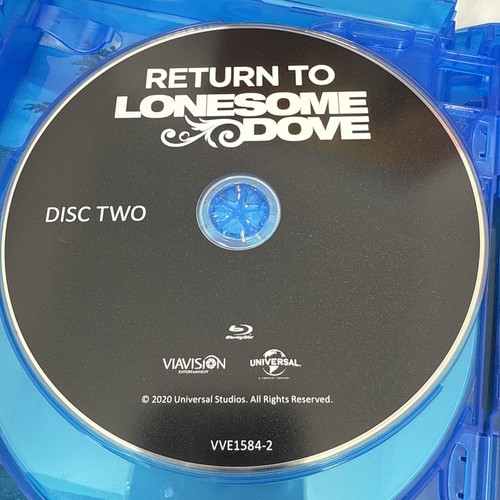 RETURN TO
LONESOME
DOVE
DISC TWO
Blu-ray Disc
VIAVISION
ENTERTAINMENT
UNIVERSAL
© 2020 Universal Studios. All Rights Reserved.
VVE1584-2